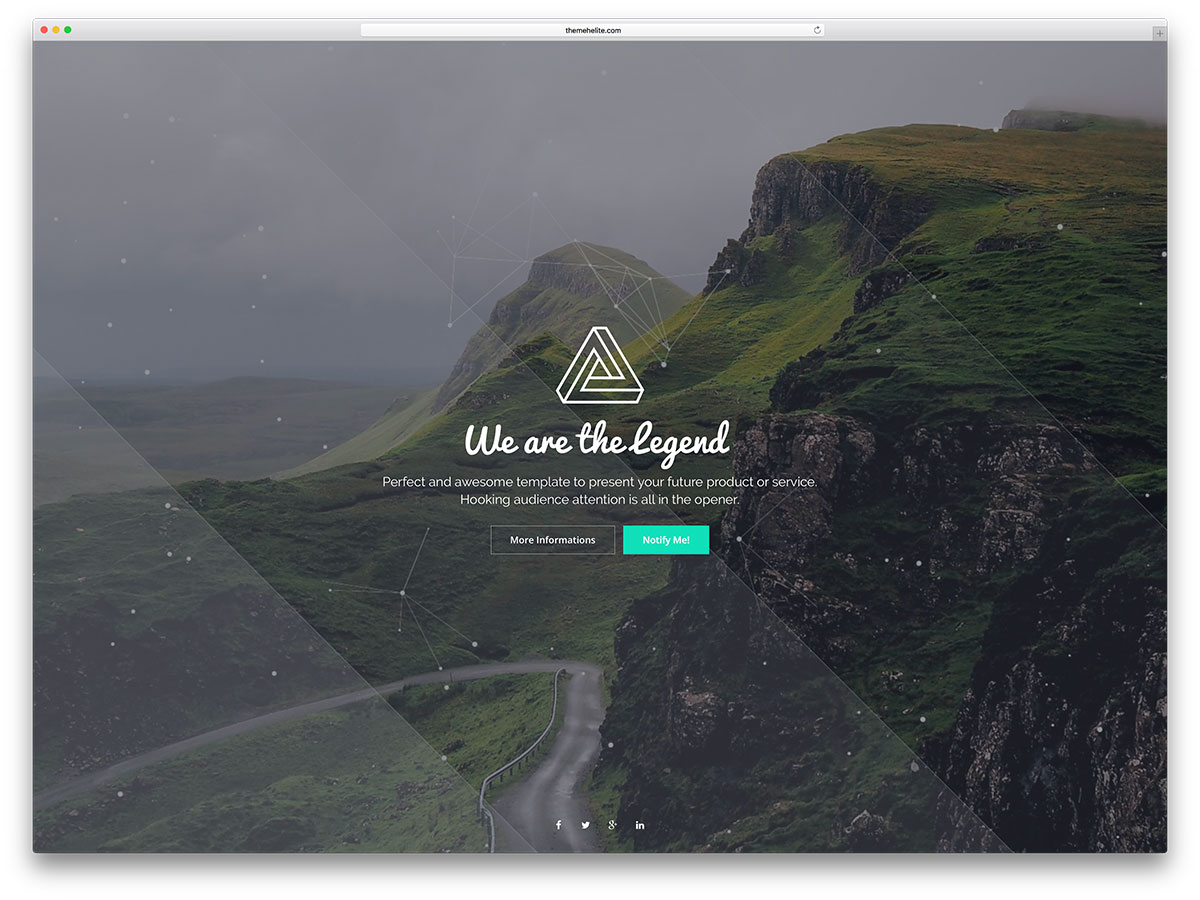 themehelite.com
We are the Legend
Perfect and awesome template to present your future product or service.
Hooking audience attention is all in the opener.
More Informations
Notify Me!